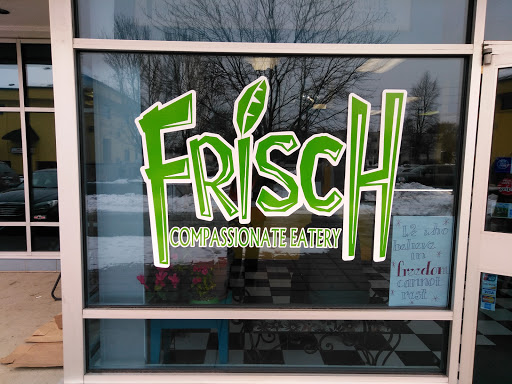 FRiSCH
COMPASSIONATE EATERY
believe
in
freedom
cannot
rest